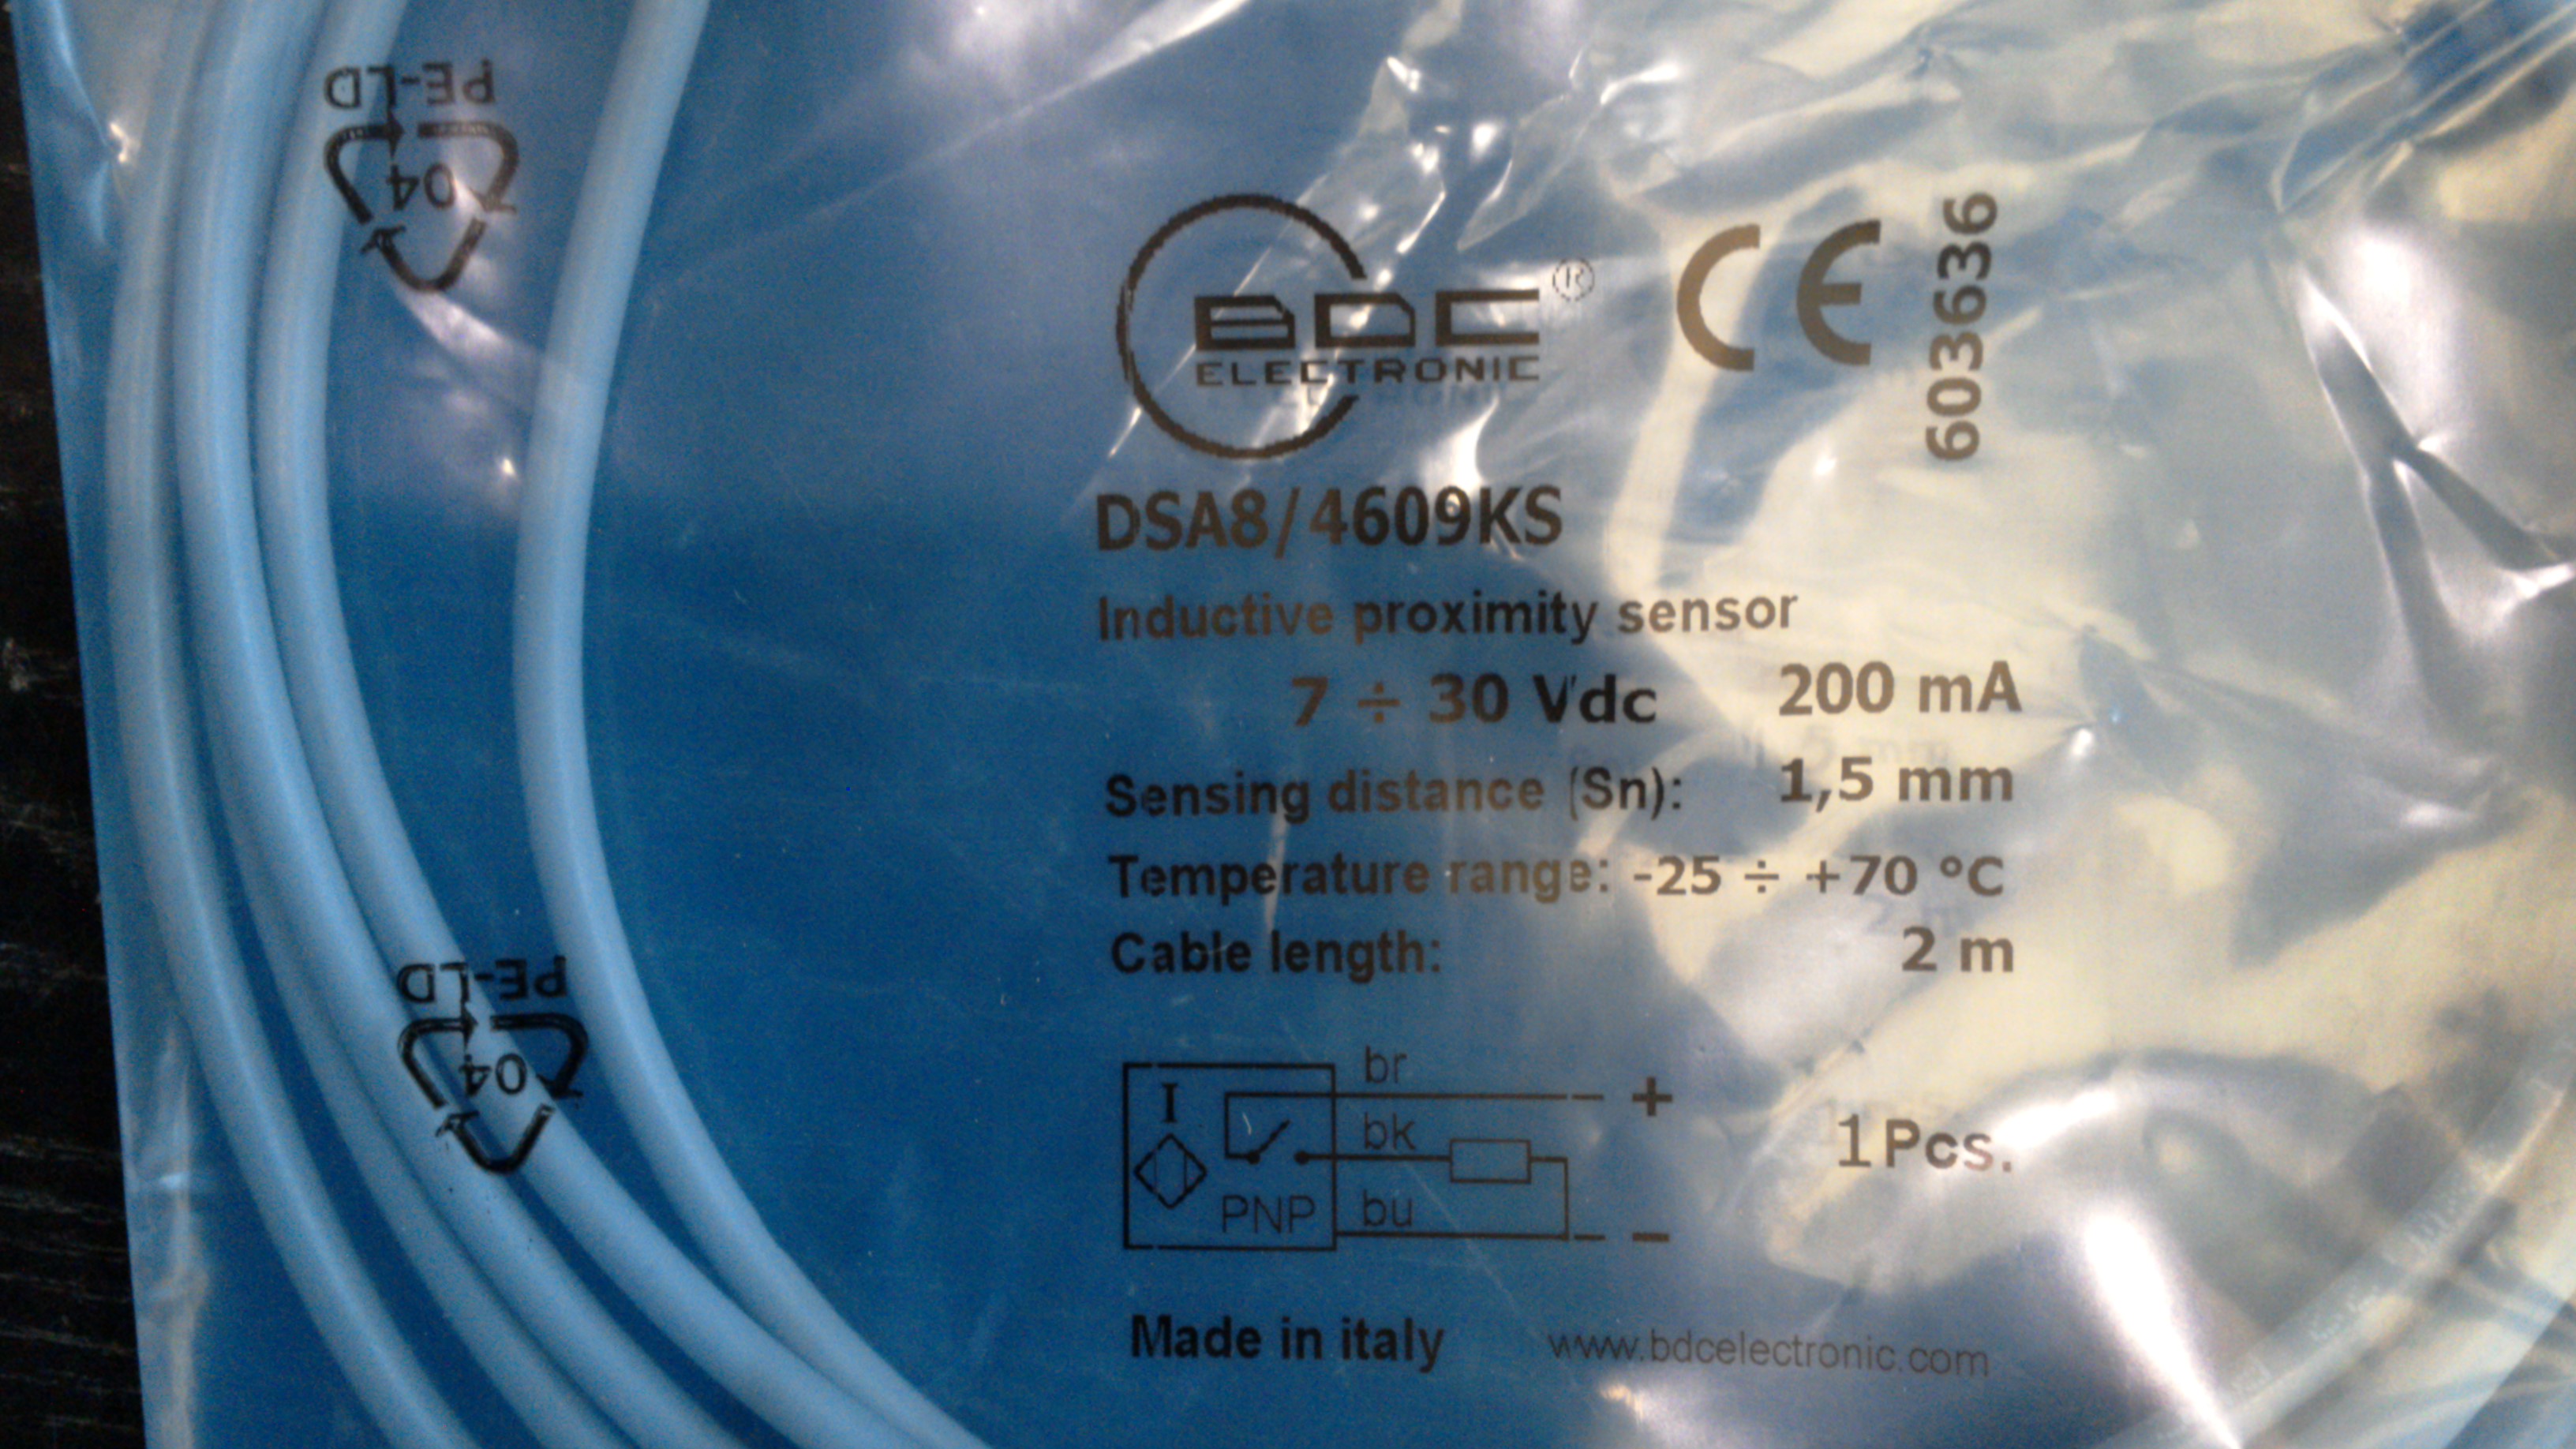 PE-LD
04
BDC
ELECTRONIC
®
CE
603636
DSA8/4609KS
Inductive proximity sensor
7 ÷ 30 Vdc 200 mA
Sensing distance (Sn): 1,5 mm
Temperature range: -25 ÷ +70 °C
Cable length: 2 m
PE-LD
04
I
br
+
bk
PNP
bu
–
1 Pcs.
Made in italy www.bdcelectronic.com